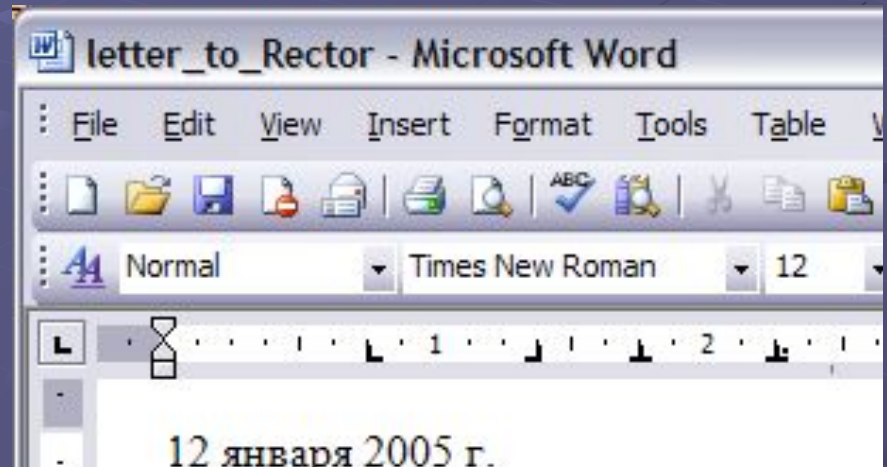 letter_to_Rector - Microsoft Word
File Edit View Insert Format Tools Table
ABC
Normal Times New Roman 12
L 1 2
12 января 2005 г.